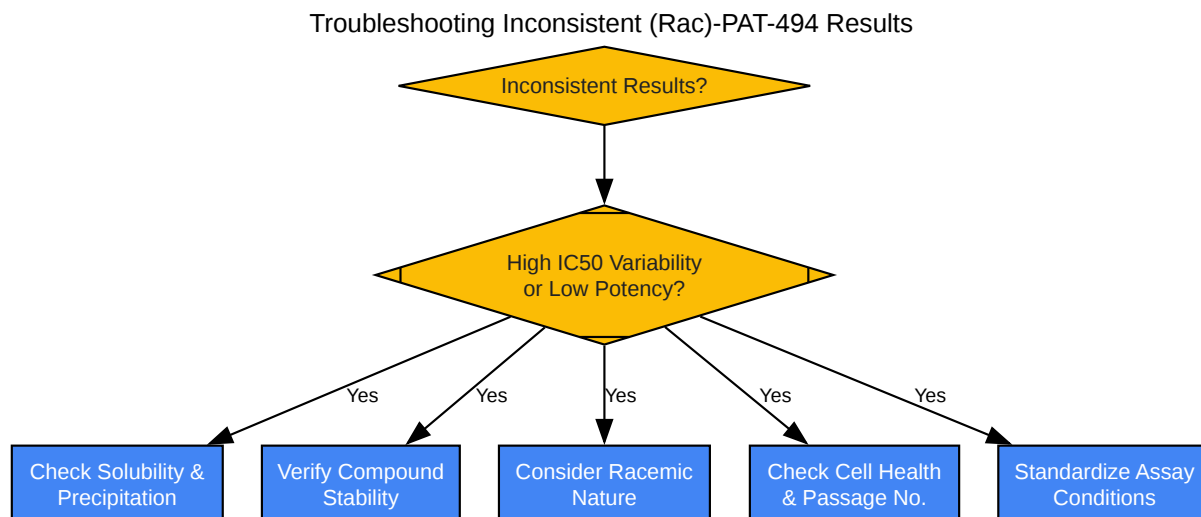 Troubleshooting Inconsistent (Rac)-PAT-494 Results
Inconsistent Results?
High IC50 Variability
or Low Potency?
Yes
Yes
Yes
Yes
Yes
Check Solubility &
Precipitation
Verify Compound
Stability
Consider Racemic
Nature
Check Cell Health
& Passage No.
Standardize Assay
Conditions